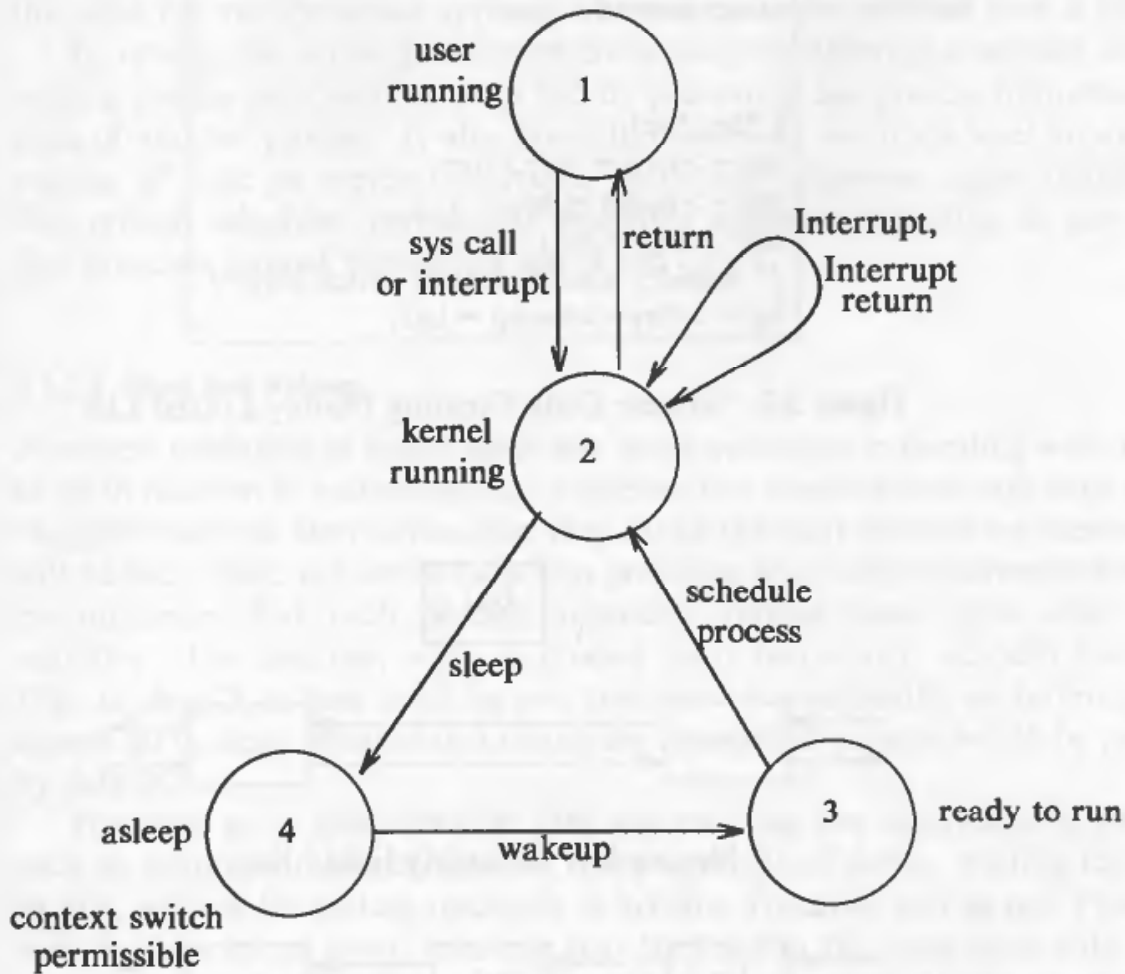 user
running
1
sys call
or interrupt
return
Interrupt,
Interrupt
return
kernel
running
2
sleep
schedule
process
asleep
4
wakeup
3
ready to run
context switch
permissible